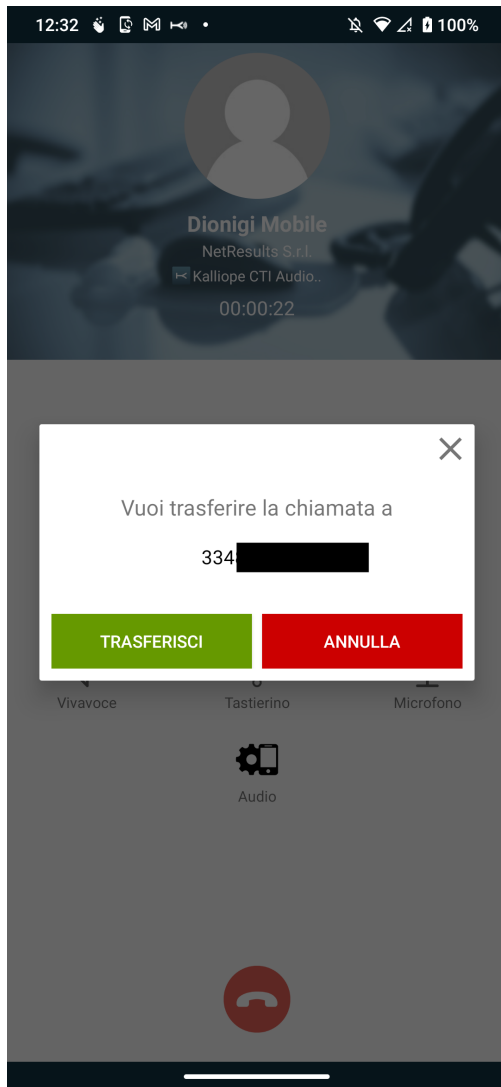 12:32
100%
Dionigi Mobile
NetResults S.r.l.
Kalliope CTI Audio..
00:00:22
Vuoi trasferire la chiamata a
334
TRASFERISCI ANNULLA
Vivavoce Tastierino Microfono
Audio